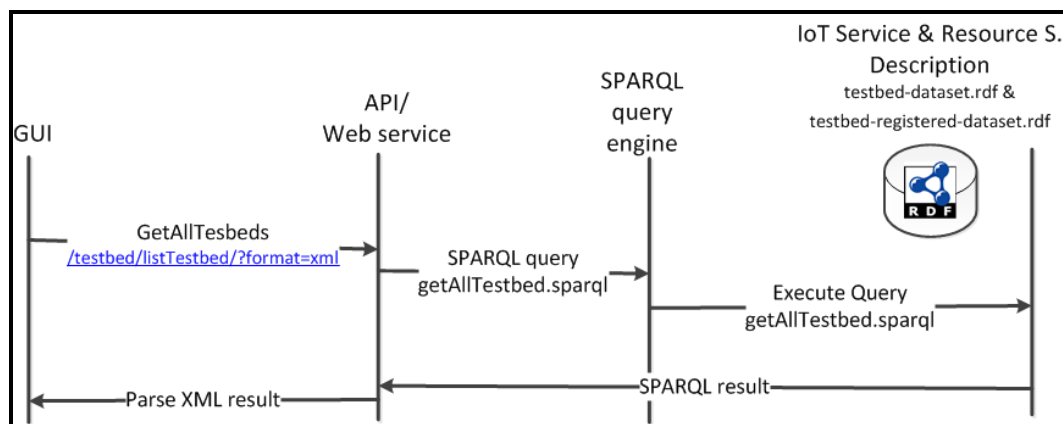 IoT Service & Resource S.
Description
testbed-dataset.rdf &
testbed-registered-dataset.rdf
SPARQL
query
engine
API/
Web service
GUI
RDF
GetAllTesbeds
/testbed/listTestbed/?format=xml
SPARQL query
getAllTestbed.sparql
Execute Query
getAllTestbed.sparql
SPARQL result
Parse XML result